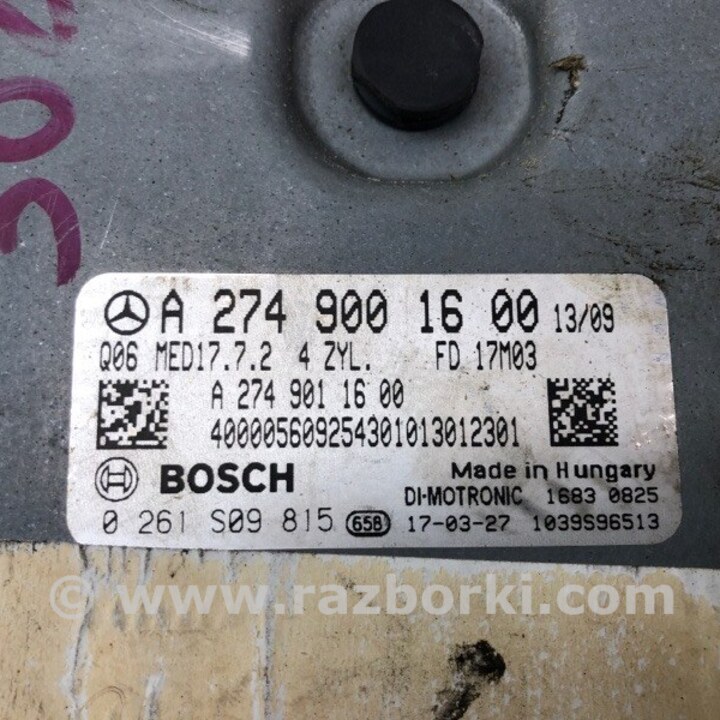 A 274 900 16 00 13/09
Q06 MED17.7.2 4 ZYL. FD 17M03
A 274 901 16 00
400005609254301013012301
BOSCH Made in Hungary
DI-MOTRONIC 1683 0825
0 261 S09 815 658 17-03-27 1039S96513
© www.razborki.com